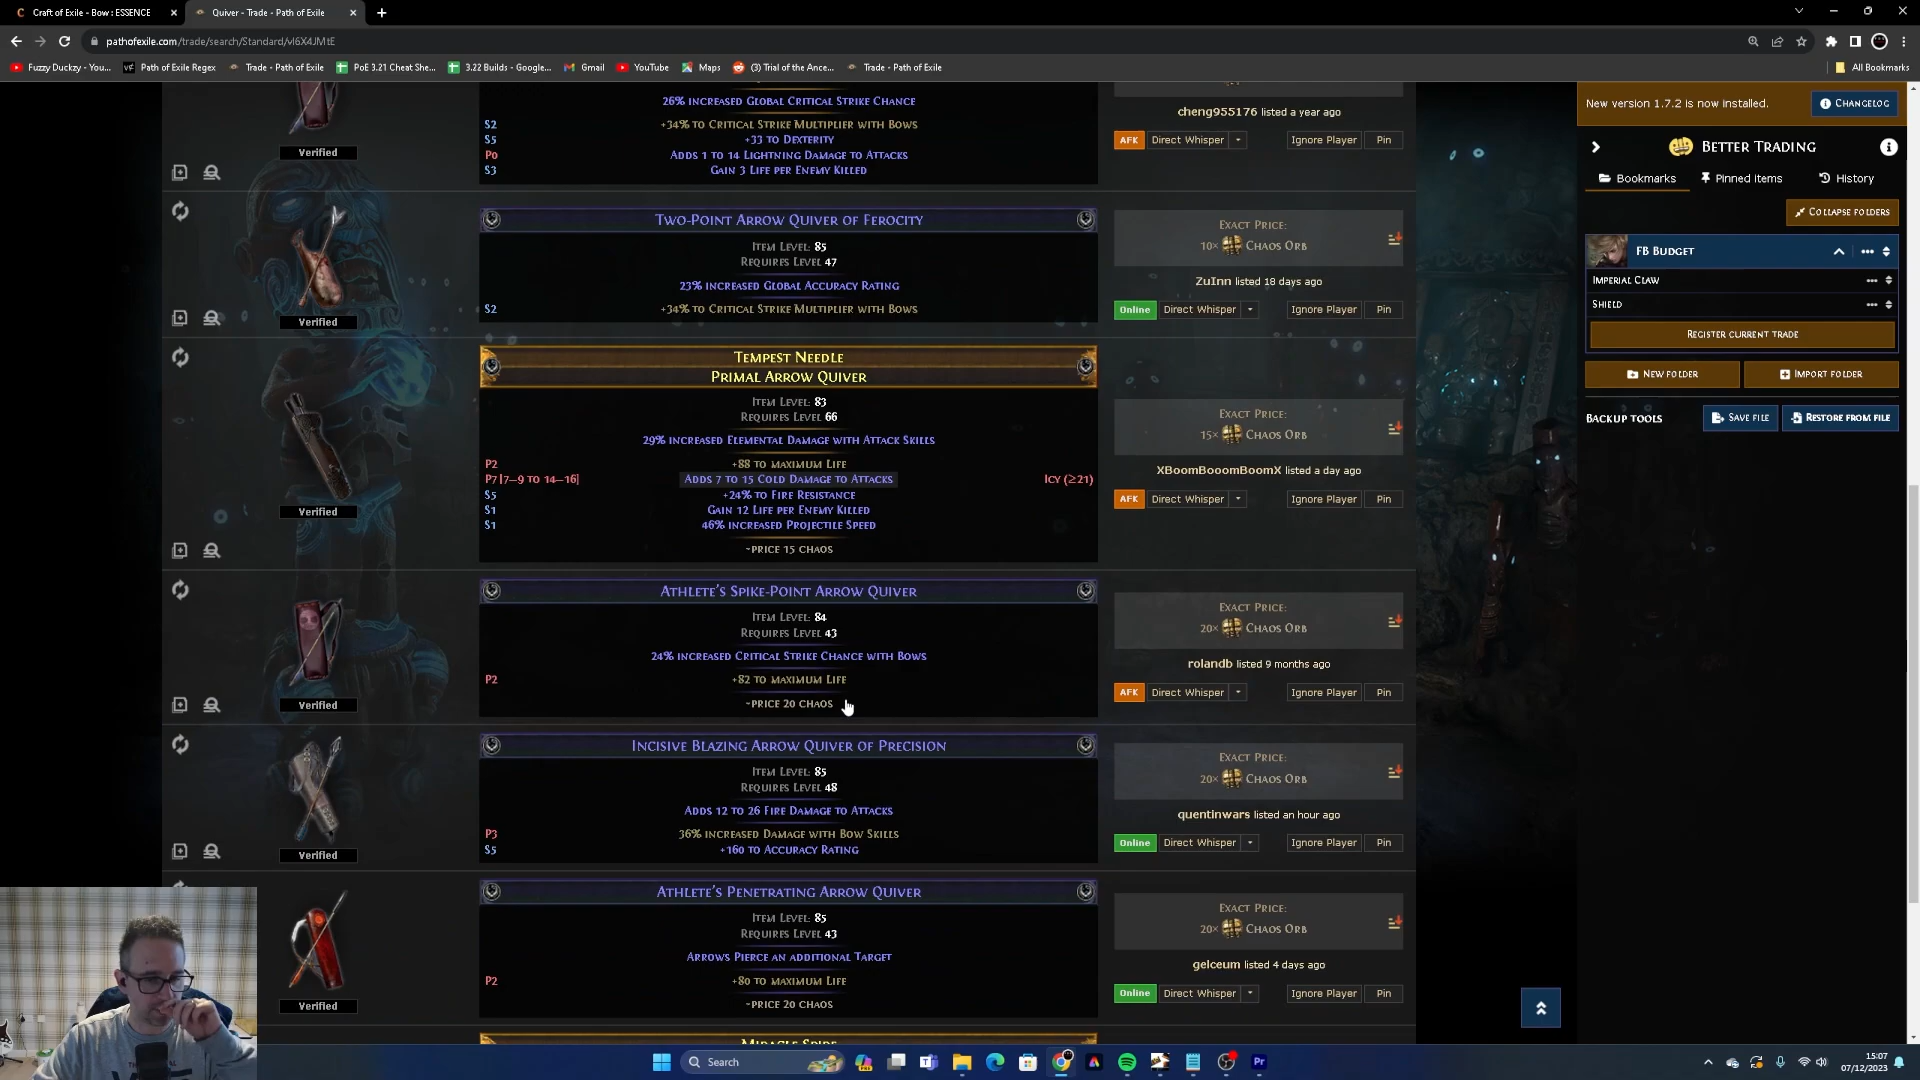 Craft of Exile - Bow : ESSENCE
Quiver - Trade - Path of Exile
pathofexile.com/trade/search/Standard/vl6X4JMtE
Fuzzy Duckzy - You...
Path of Exile Regex
Trade - Path of Exile
PoE 3.21 Cheat She...
3.22 Builds - Google...
Gmail
YouTube
Maps
(3) Trial of the Ance...
Trade - Path of Exile
All Bookmarks
26% increased Global Critical Strike Chance
S2 +34% to Critical Strike Multiplier with Bows
S5 +33 to Dexterity
P0 Adds 1 to 14 Lightning Damage to Attacks
S3 Gain 3 Life per Enemy Killed
Verified
cheng955176 listed a year ago
AFK Direct Whisper Ignore Player Pin
Two-Point Arrow Quiver of Ferocity
Item Level: 85
Requires Level 47
23% increased Global Accuracy Rating
S2 +34% to Critical Strike Multiplier with Bows
Verified
Exact Price:
10× Chaos Orb
ZuInn listed 18 days ago
Online Direct Whisper Ignore Player Pin
Tempest Needle
Primal Arrow Quiver
Item Level: 83
Requires Level 66
29% increased Elemental Damage with Attack Skills
P2 +88 to maximum Life
P7 [7–9 to 14–16] Adds 7 to 15 Cold Damage to Attacks Icy (≥21)
S5 +24% to Fire Resistance
S1 Gain 12 Life per Enemy Killed
S1 46% increased Projectile Speed
~price 15 chaos
Verified
Exact Price:
15× Chaos Orb
XBoomBooomBoomX listed a day ago
AFK Direct Whisper Ignore Player Pin
Athlete's Spike-Point Arrow Quiver
Item Level: 84
Requires Level 43
24% increased Critical Strike Chance with Bows
P2 +82 to maximum Life
~price 20 chaos
Verified
Exact Price:
20× Chaos Orb
rolandb listed 9 months ago
AFK Direct Whisper Ignore Player Pin
Incisive Blazing Arrow Quiver of Precision
Item Level: 85
Requires Level 48
Adds 12 to 26 Fire Damage to Attacks
P3 36% increased Damage with Bow Skills
S5 +160 to Accuracy Rating
Verified
Exact Price:
20× Chaos Orb
quentinwars listed an hour ago
Online Direct Whisper Ignore Player Pin
Athlete's Penetrating Arrow Quiver
Item Level: 85
Requires Level 43
Arrows Pierce an additional Target
P2 +80 to maximum Life
~price 20 chaos
Verified
Exact Price:
20× Chaos Orb
gelceum listed 4 days ago
Online Direct Whisper Ignore Player Pin
New version 1.7.2 is now installed.
Changelog
Better Trading
Bookmarks
Pinned items
History
Collapse folders
FB Budget
Imperial Claw
Shield
Register current trade
New folder
Import folder
Backup tools
Save file
Restore from file
Search
15:07
07/12/2023